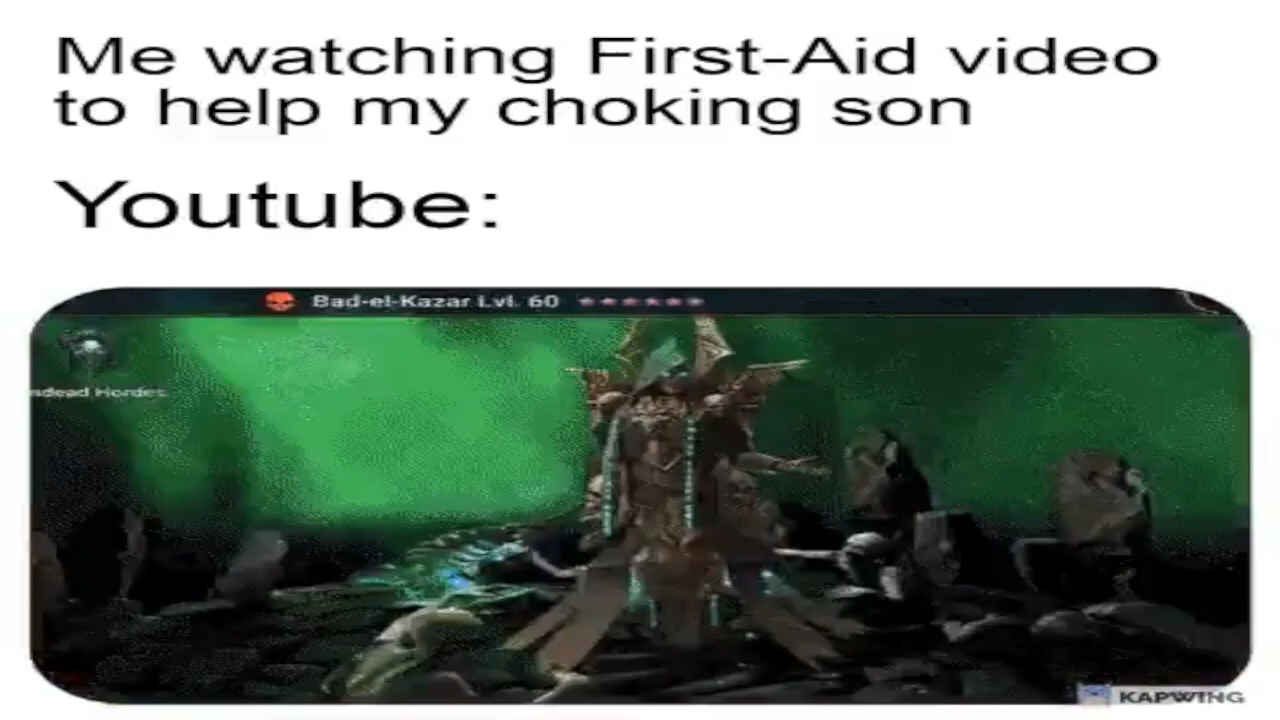 Me watching First-Aid video
to help my choking son
Youtube:
Bad-el-Kazar Lvl. 60
ndead Hordes
KAPWING